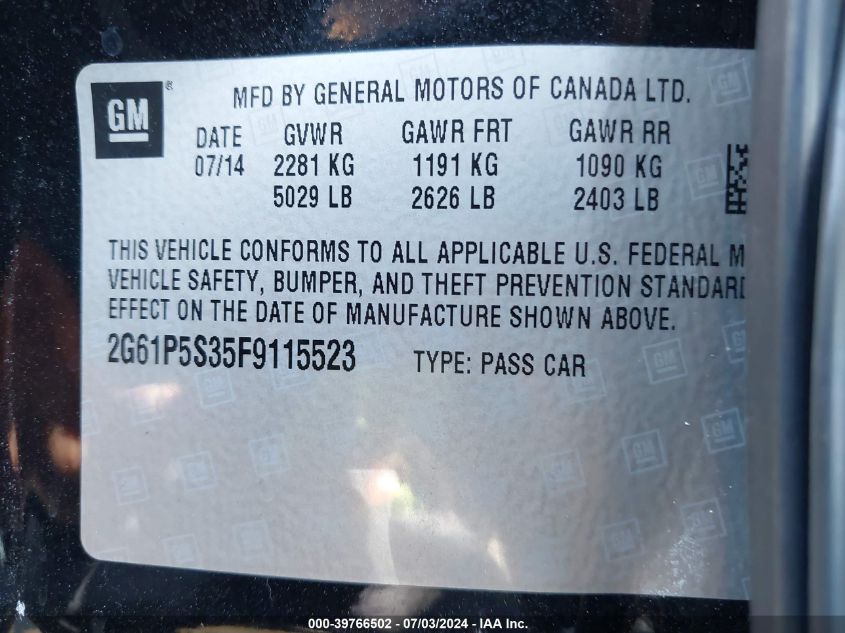 GM ®
MFD BY GENERAL MOTORS OF CANADA LTD.
DATE GVWR GAWR FRT GAWR RR
07/14 2281 KG 1191 KG 1090 KG
5029 LB 2626 LB 2403 LB
THIS VEHICLE CONFORMS TO ALL APPLICABLE U.S. FEDERAL M
VEHICLE SAFETY, BUMPER, AND THEFT PREVENTION STANDARD
EFFECT ON THE DATE OF MANUFACTURE SHOWN ABOVE.
2G61P5S35F9115523 TYPE: PASS CAR
000-39766502 - 07/03/2024 - IAA Inc.